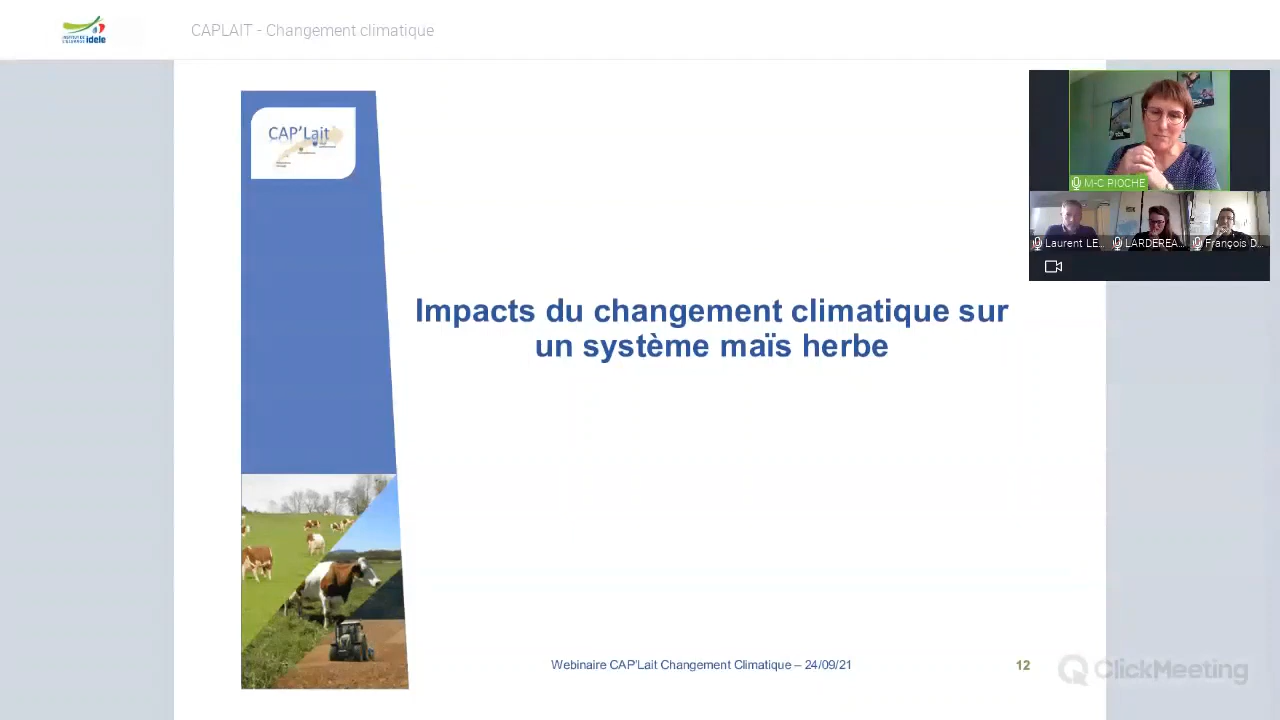 idele
CAPLAIT - Changement climatique
CAP'Lait
M-C PIOCHE
Laurent LE...
LARDEREA...
François D...
Impacts du changement climatique sur
un système maïs herbe
Webinaire CAP'Lait Changement Climatique – 24/09/21
12
ClickMeeting